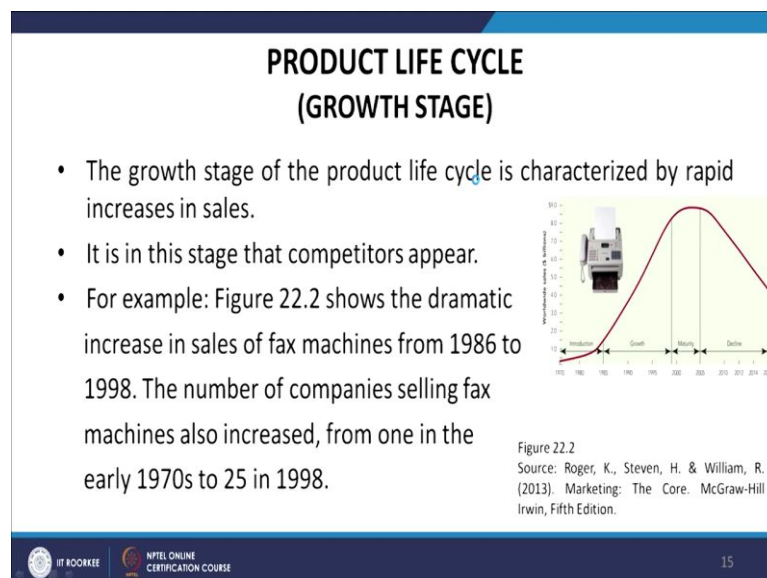 PRODUCT LIFE CYCLE
(GROWTH STAGE)
• The growth stage of the product life cycle is characterized by rapid
increases in sales.
• It is in this stage that competitors appear.
• For example: Figure 22.2 shows the dramatic
increase in sales of fax machines from 1986 to
1998. The number of companies selling fax
machines also increased, from one in the
early 1970s to 25 in 1998.
Worldwide sales ($ billions)
Introduction Growth Maturity Decline
Figure 22.2
Source: Roger, K., Steven, H. & William, R.
(2013). Marketing: The Core. McGraw-Hill
Irwin, Fifth Edition.
IIT ROORKEE
NPTEL ONLINE
CERTIFICATION COURSE
15